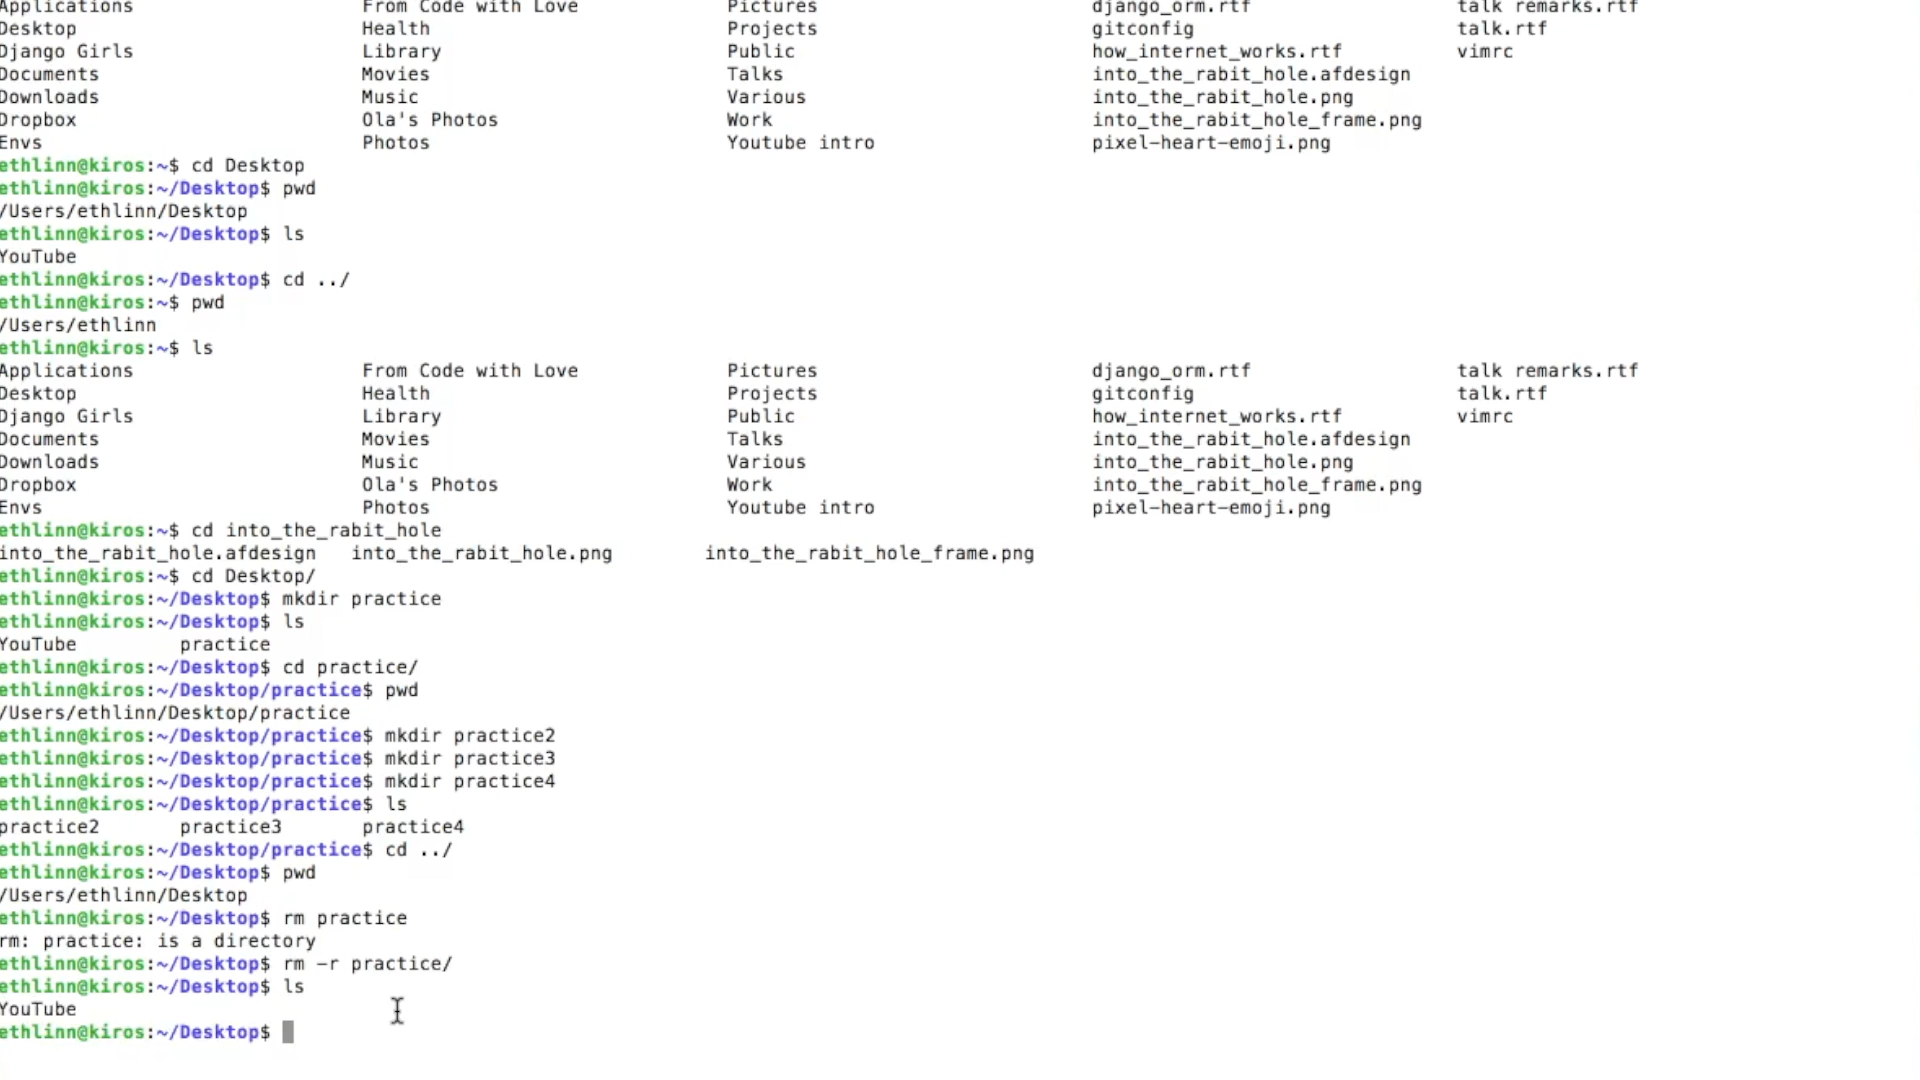 Applications From Code with Love Pictures django_orm.rtf talk remarks.rtf
Desktop Health Projects gitconfig talk.rtf
Django Girls Library Public how_internet_works.rtf vimrc
Documents Movies Talks into_the_rabit_hole.afdesign
Downloads Music Various into_the_rabit_hole.png
Dropbox Ola's Photos Work into_the_rabit_hole_frame.png
Envs Photos Youtube intro pixel-heart-emoji.png
ethlinn@kiros:~$ cd Desktop
ethlinn@kiros:~/Desktop$ pwd
/Users/ethlinn/Desktop
ethlinn@kiros:~/Desktop$ ls
YouTube
ethlinn@kiros:~/Desktop$ cd ../
ethlinn@kiros:~$ pwd
/Users/ethlinn
ethlinn@kiros:~$ ls
Applications From Code with Love Pictures django_orm.rtf talk remarks.rtf
Desktop Health Projects gitconfig talk.rtf
Django Girls Library Public how_internet_works.rtf vimrc
Documents Movies Talks into_the_rabit_hole.afdesign
Downloads Music Various into_the_rabit_hole.png
Dropbox Ola's Photos Work into_the_rabit_hole_frame.png
Envs Photos Youtube intro pixel-heart-emoji.png
ethlinn@kiros:~$ cd into_the_rabit_hole
into_the_rabit_hole.afdesign into_the_rabit_hole.png into_the_rabit_hole_frame.png
ethlinn@kiros:~$ cd Desktop/
ethlinn@kiros:~/Desktop$ mkdir practice
ethlinn@kiros:~/Desktop$ ls
YouTube practice
ethlinn@kiros:~/Desktop$ cd practice/
ethlinn@kiros:~/Desktop/practice$ pwd
/Users/ethlinn/Desktop/practice
ethlinn@kiros:~/Desktop/practice$ mkdir practice2
ethlinn@kiros:~/Desktop/practice$ mkdir practice3
ethlinn@kiros:~/Desktop/practice$ mkdir practice4
ethlinn@kiros:~/Desktop/practice$ ls
practice2 practice3 practice4
ethlinn@kiros:~/Desktop/practice$ cd ../
ethlinn@kiros:~/Desktop$ pwd
/Users/ethlinn/Desktop
ethlinn@kiros:~/Desktop$ rm practice
rm: practice: is a directory
ethlinn@kiros:~/Desktop$ rm -r practice/
ethlinn@kiros:~/Desktop$ ls
YouTube
ethlinn@kiros:~/Desktop$